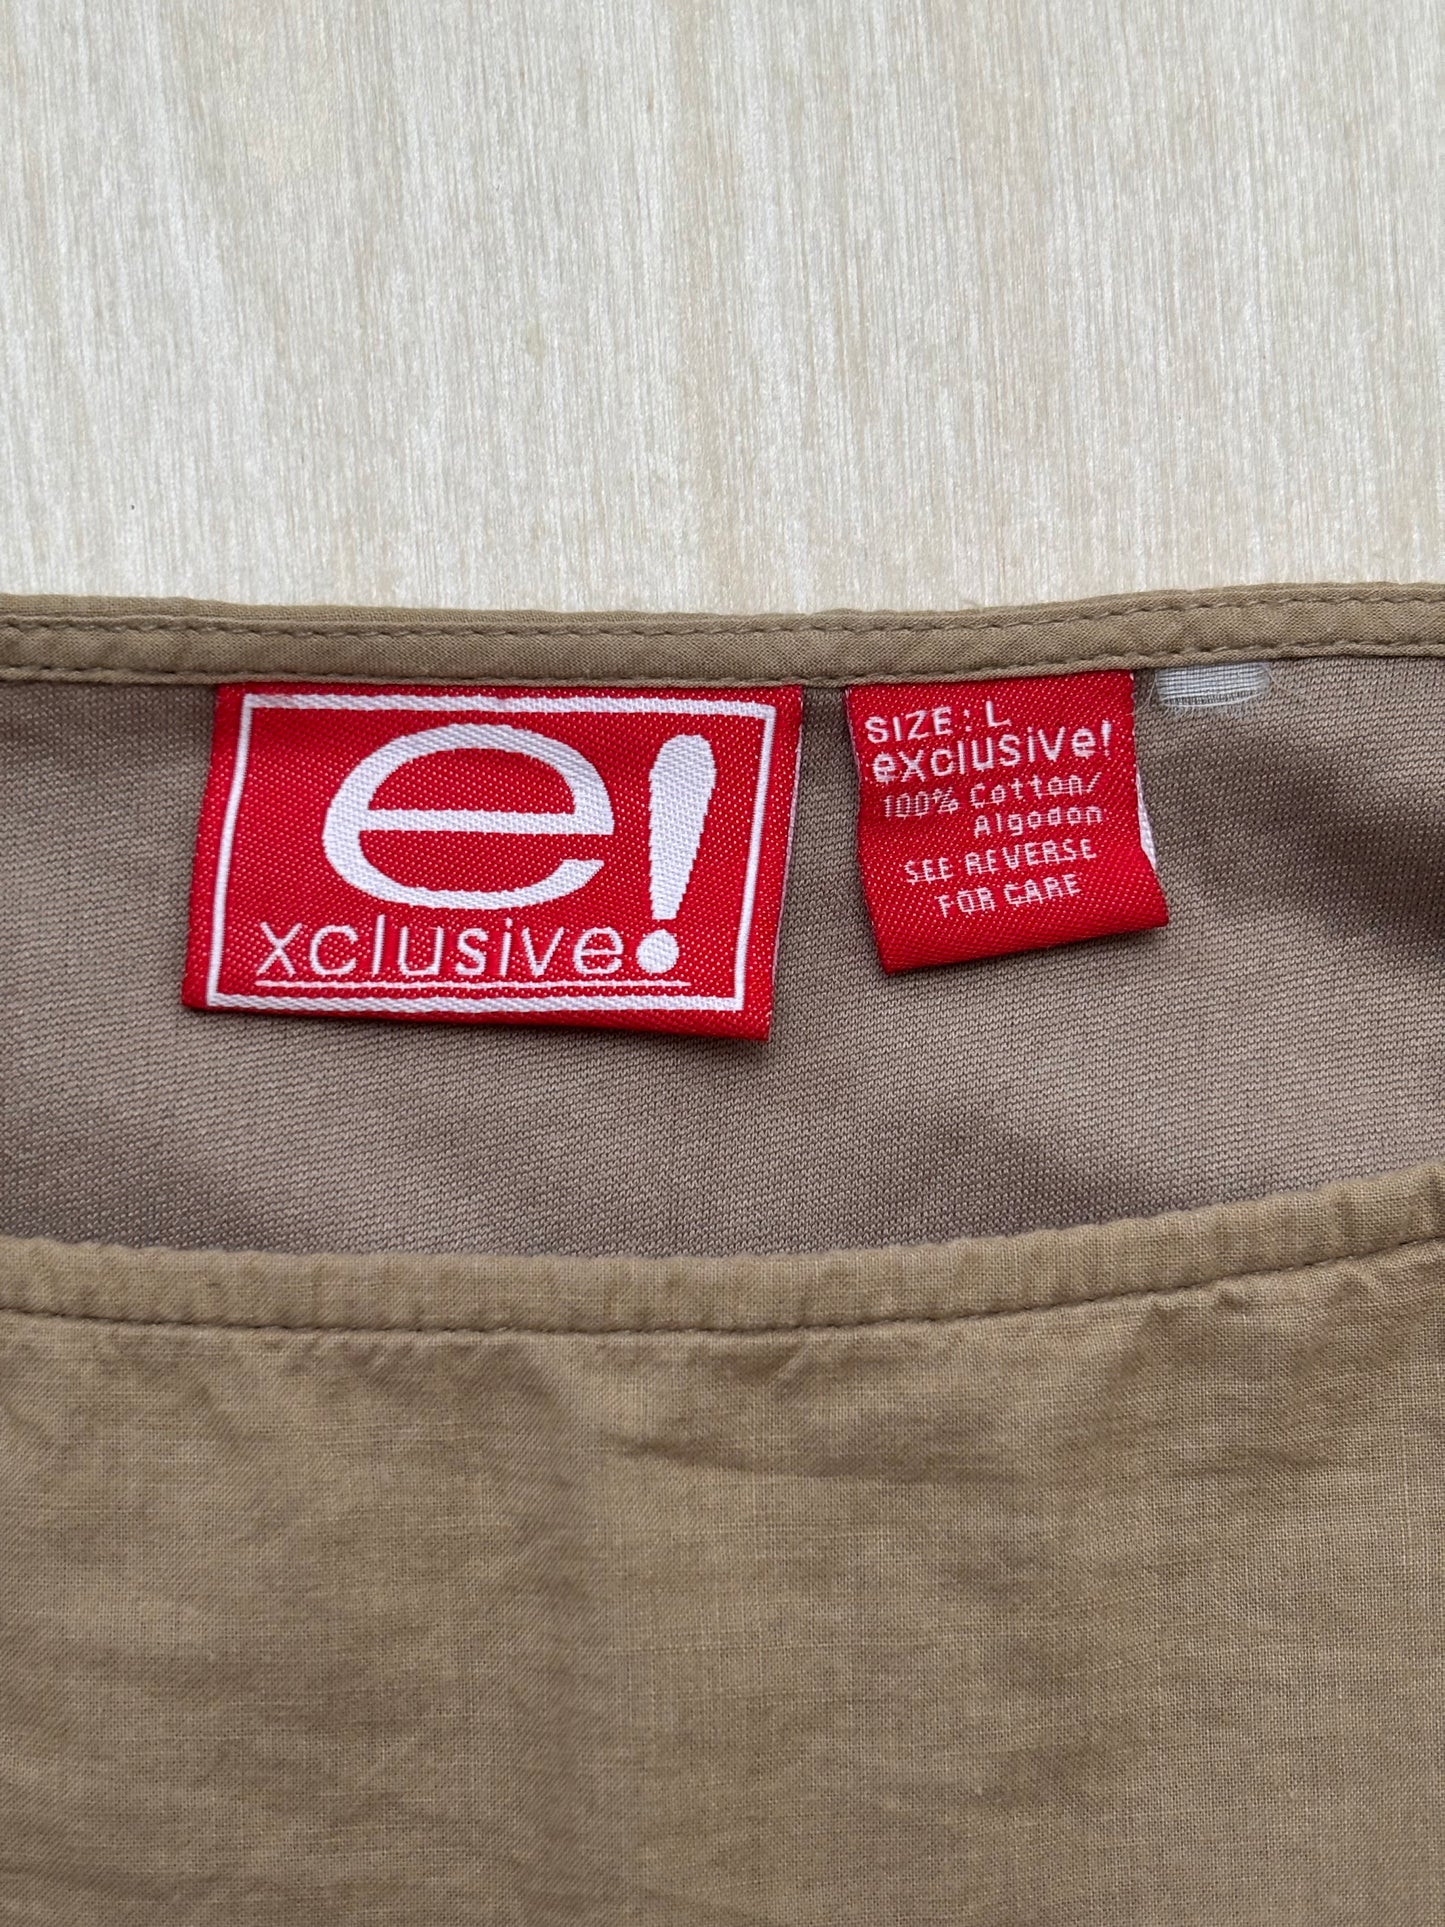 e!
xclusive!
SIZE: L
exclusive!
100% Cotton/
Algodon
SEE REVERSE
FOR CARE